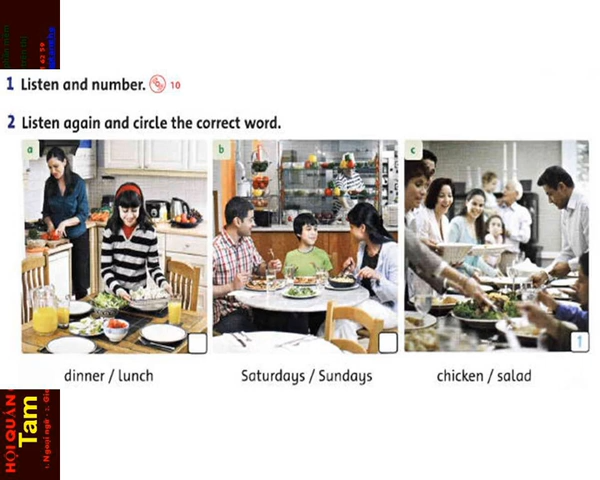 1 Listen and number. 10
2 Listen again and circle the correct word.
a
b
c
1
dinner / lunch
Saturdays / Sundays
chicken / salad
HỘI QUÁN
Tam